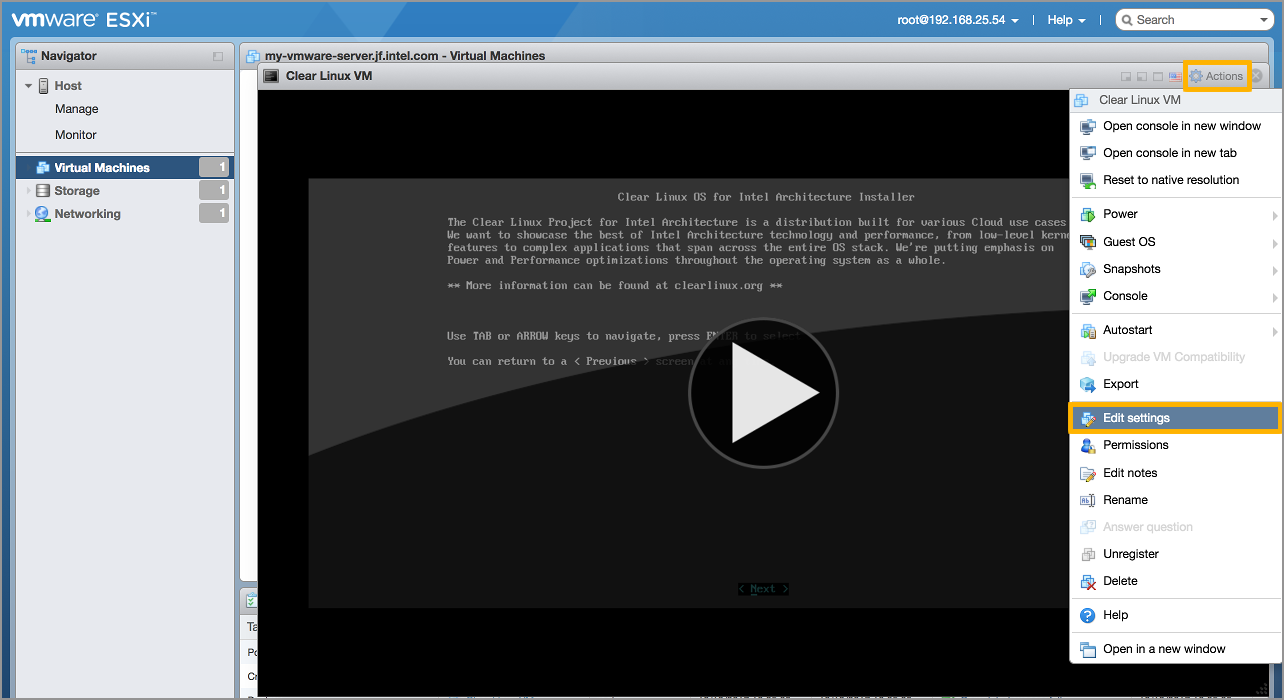 vmware ESXi™
root@192.168.25.54
Help
Search
Navigator
Host
Manage
Monitor
Virtual Machines 1
Storage 1
Networking 1
my-vmware-server.jf.intel.com - Virtual Machines
Clear Linux VM
Actions
Clear Linux OS for Intel Architecture Installer
The Clear Linux Project for Intel Architecture is a distribution built for various Cloud use cases
We want to showcase the best of Intel Architecture technology and performance, from low-level kerne
features to complex applications that span across the entire OS stack. We're putting emphasis on
Power and Performance optimizations throughout the operating system as a whole.
** More information can be found at clearlinux.org **
Use TAB or ARROW keys to navigate, press ENTER to select
You can return to a < Previous > screen
< Next >
Clear Linux VM
Open console in new window
Open console in new tab
Reset to native resolution
Power
Guest OS
Snapshots
Console
Autostart
Upgrade VM Compatibility
Export
Edit settings
Permissions
Edit notes
Rename
Answer question
Unregister
Delete
Help
Open in a new window
Ta
Po
Cr